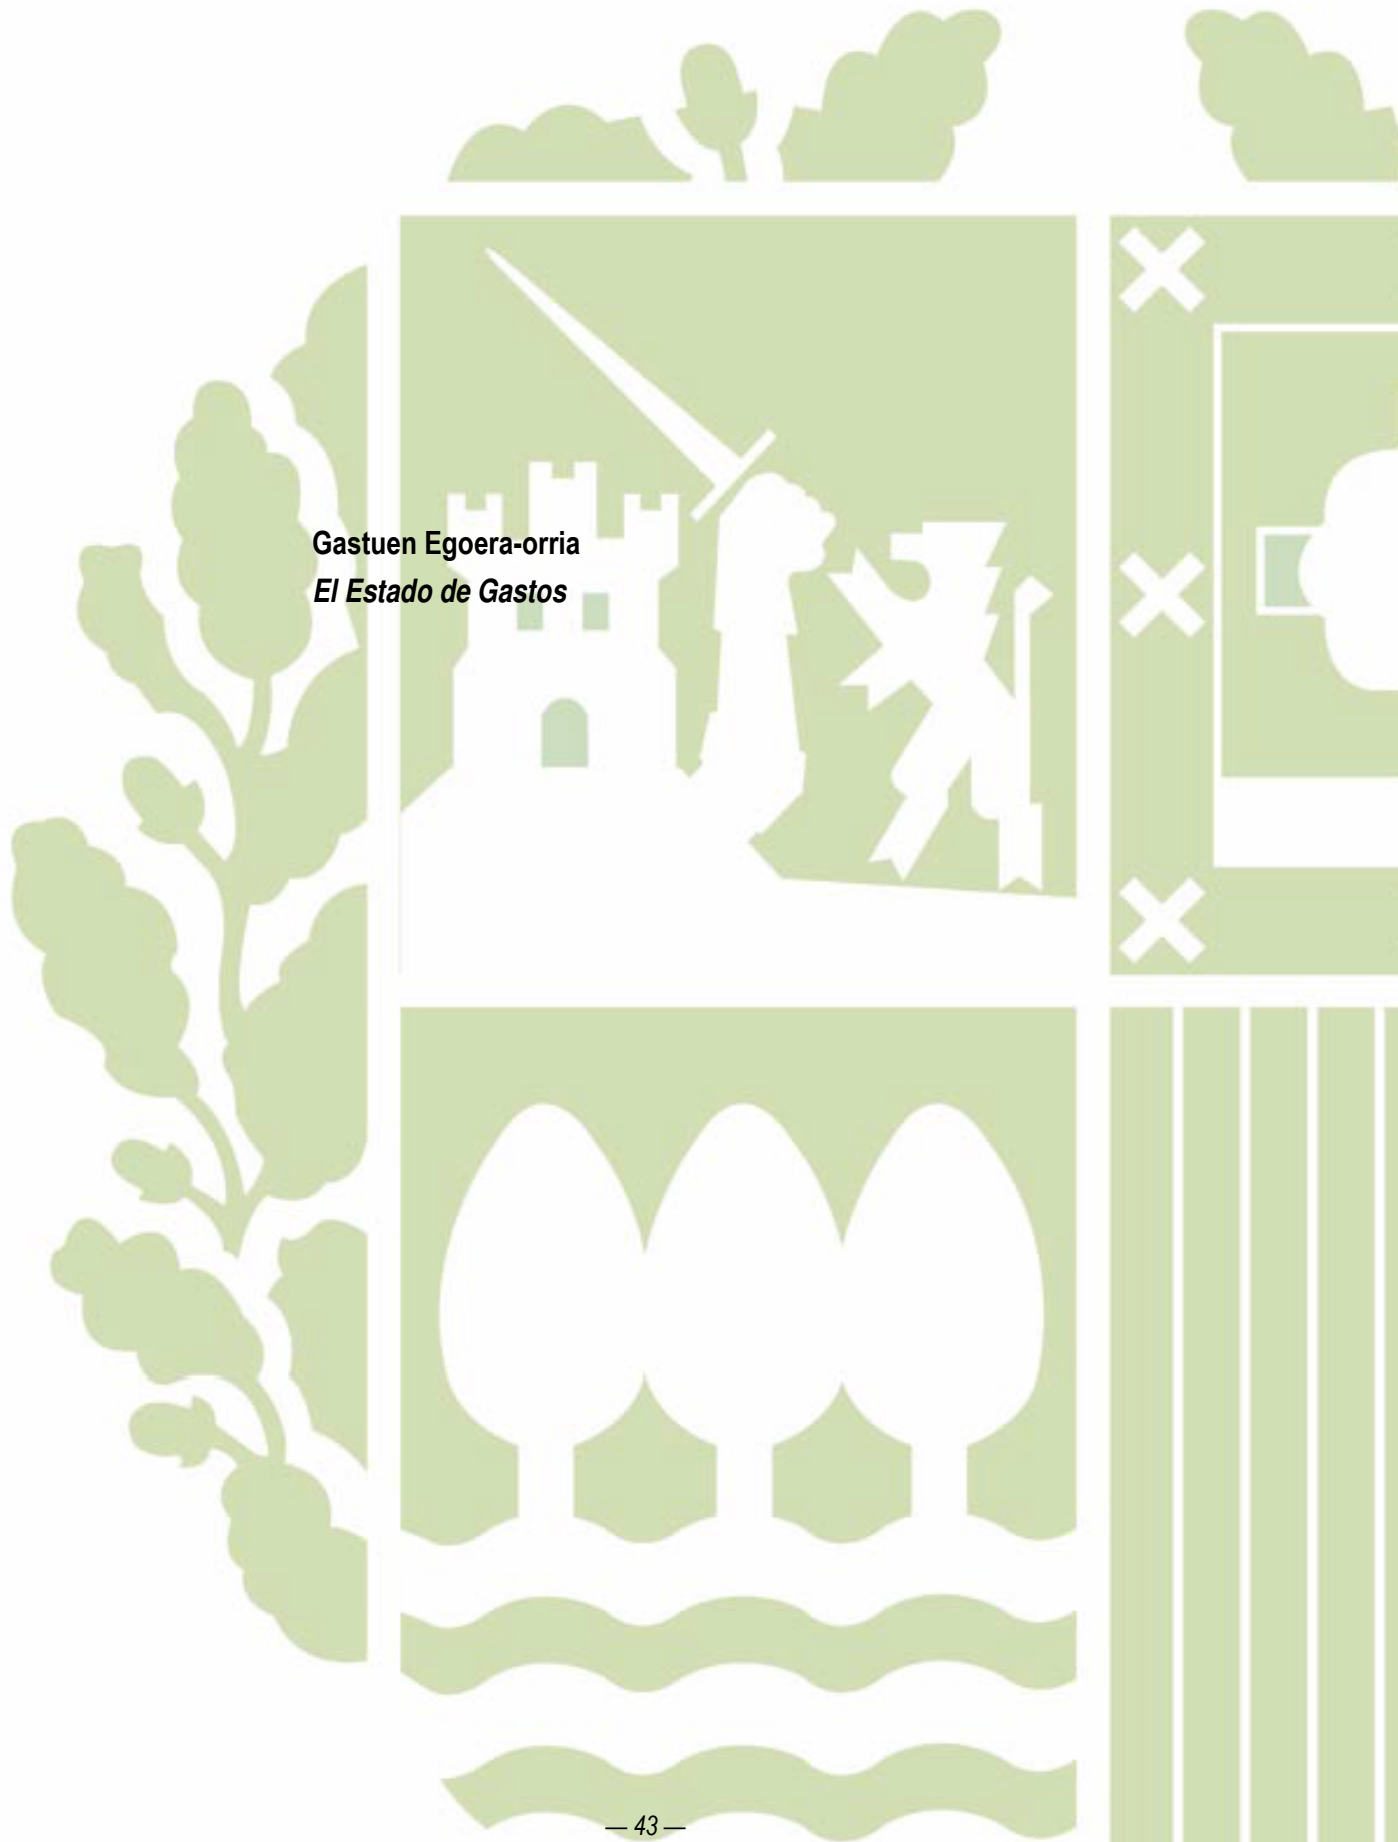 Gastuen Egoera-orria
El Estado de Gastos
— 43 —